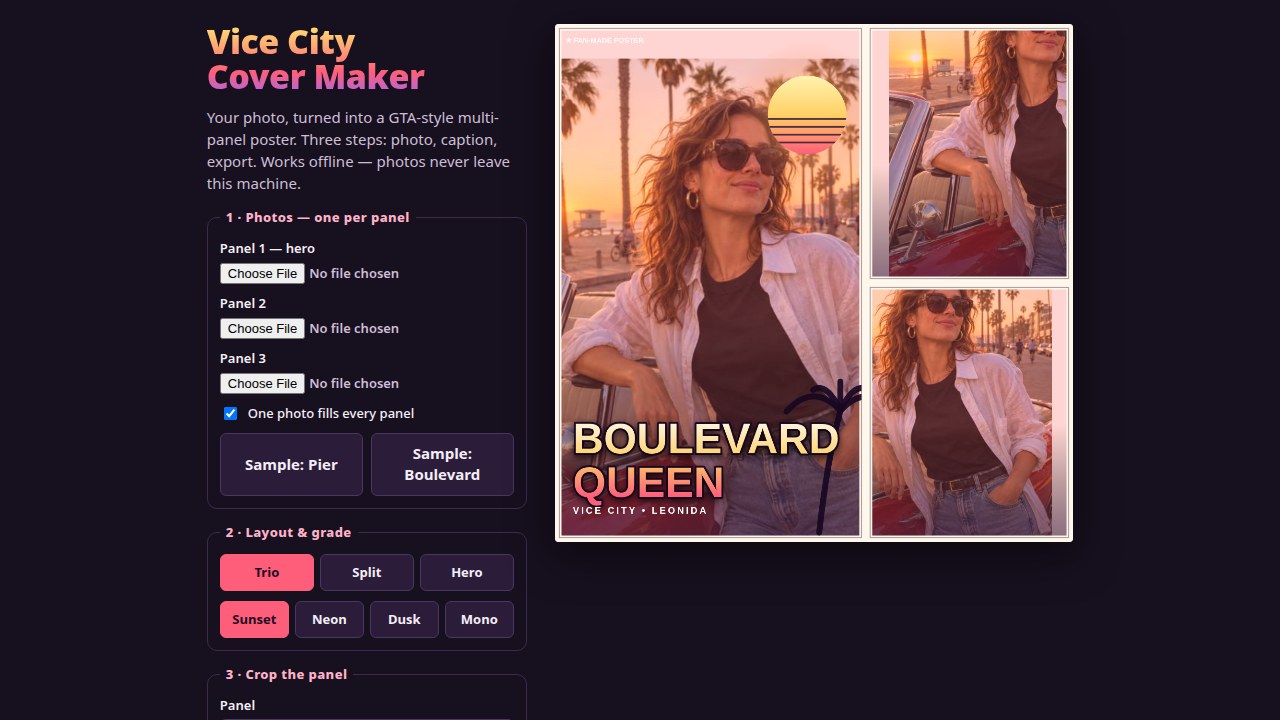 Vice City
Cover Maker
Your photo, turned into a GTA-style multi-
panel poster. Three steps: photo, caption,
export. Works offline — photos never leave
this machine.
1 · Photos — one per panel
Panel 1 — hero
Choose File No file chosen
Panel 2
Choose File No file chosen
Panel 3
Choose File No file chosen
One photo fills every panel
Sample: Pier
Sample:
Boulevard
2 · Layout & grade
Trio
Split
Hero
Sunset
Neon
Dusk
Mono
3 · Crop the panel
Panel
★ FAN-MADE POSTER
BOULEVARD
QUEEN
VICE CITY • LEONIDA